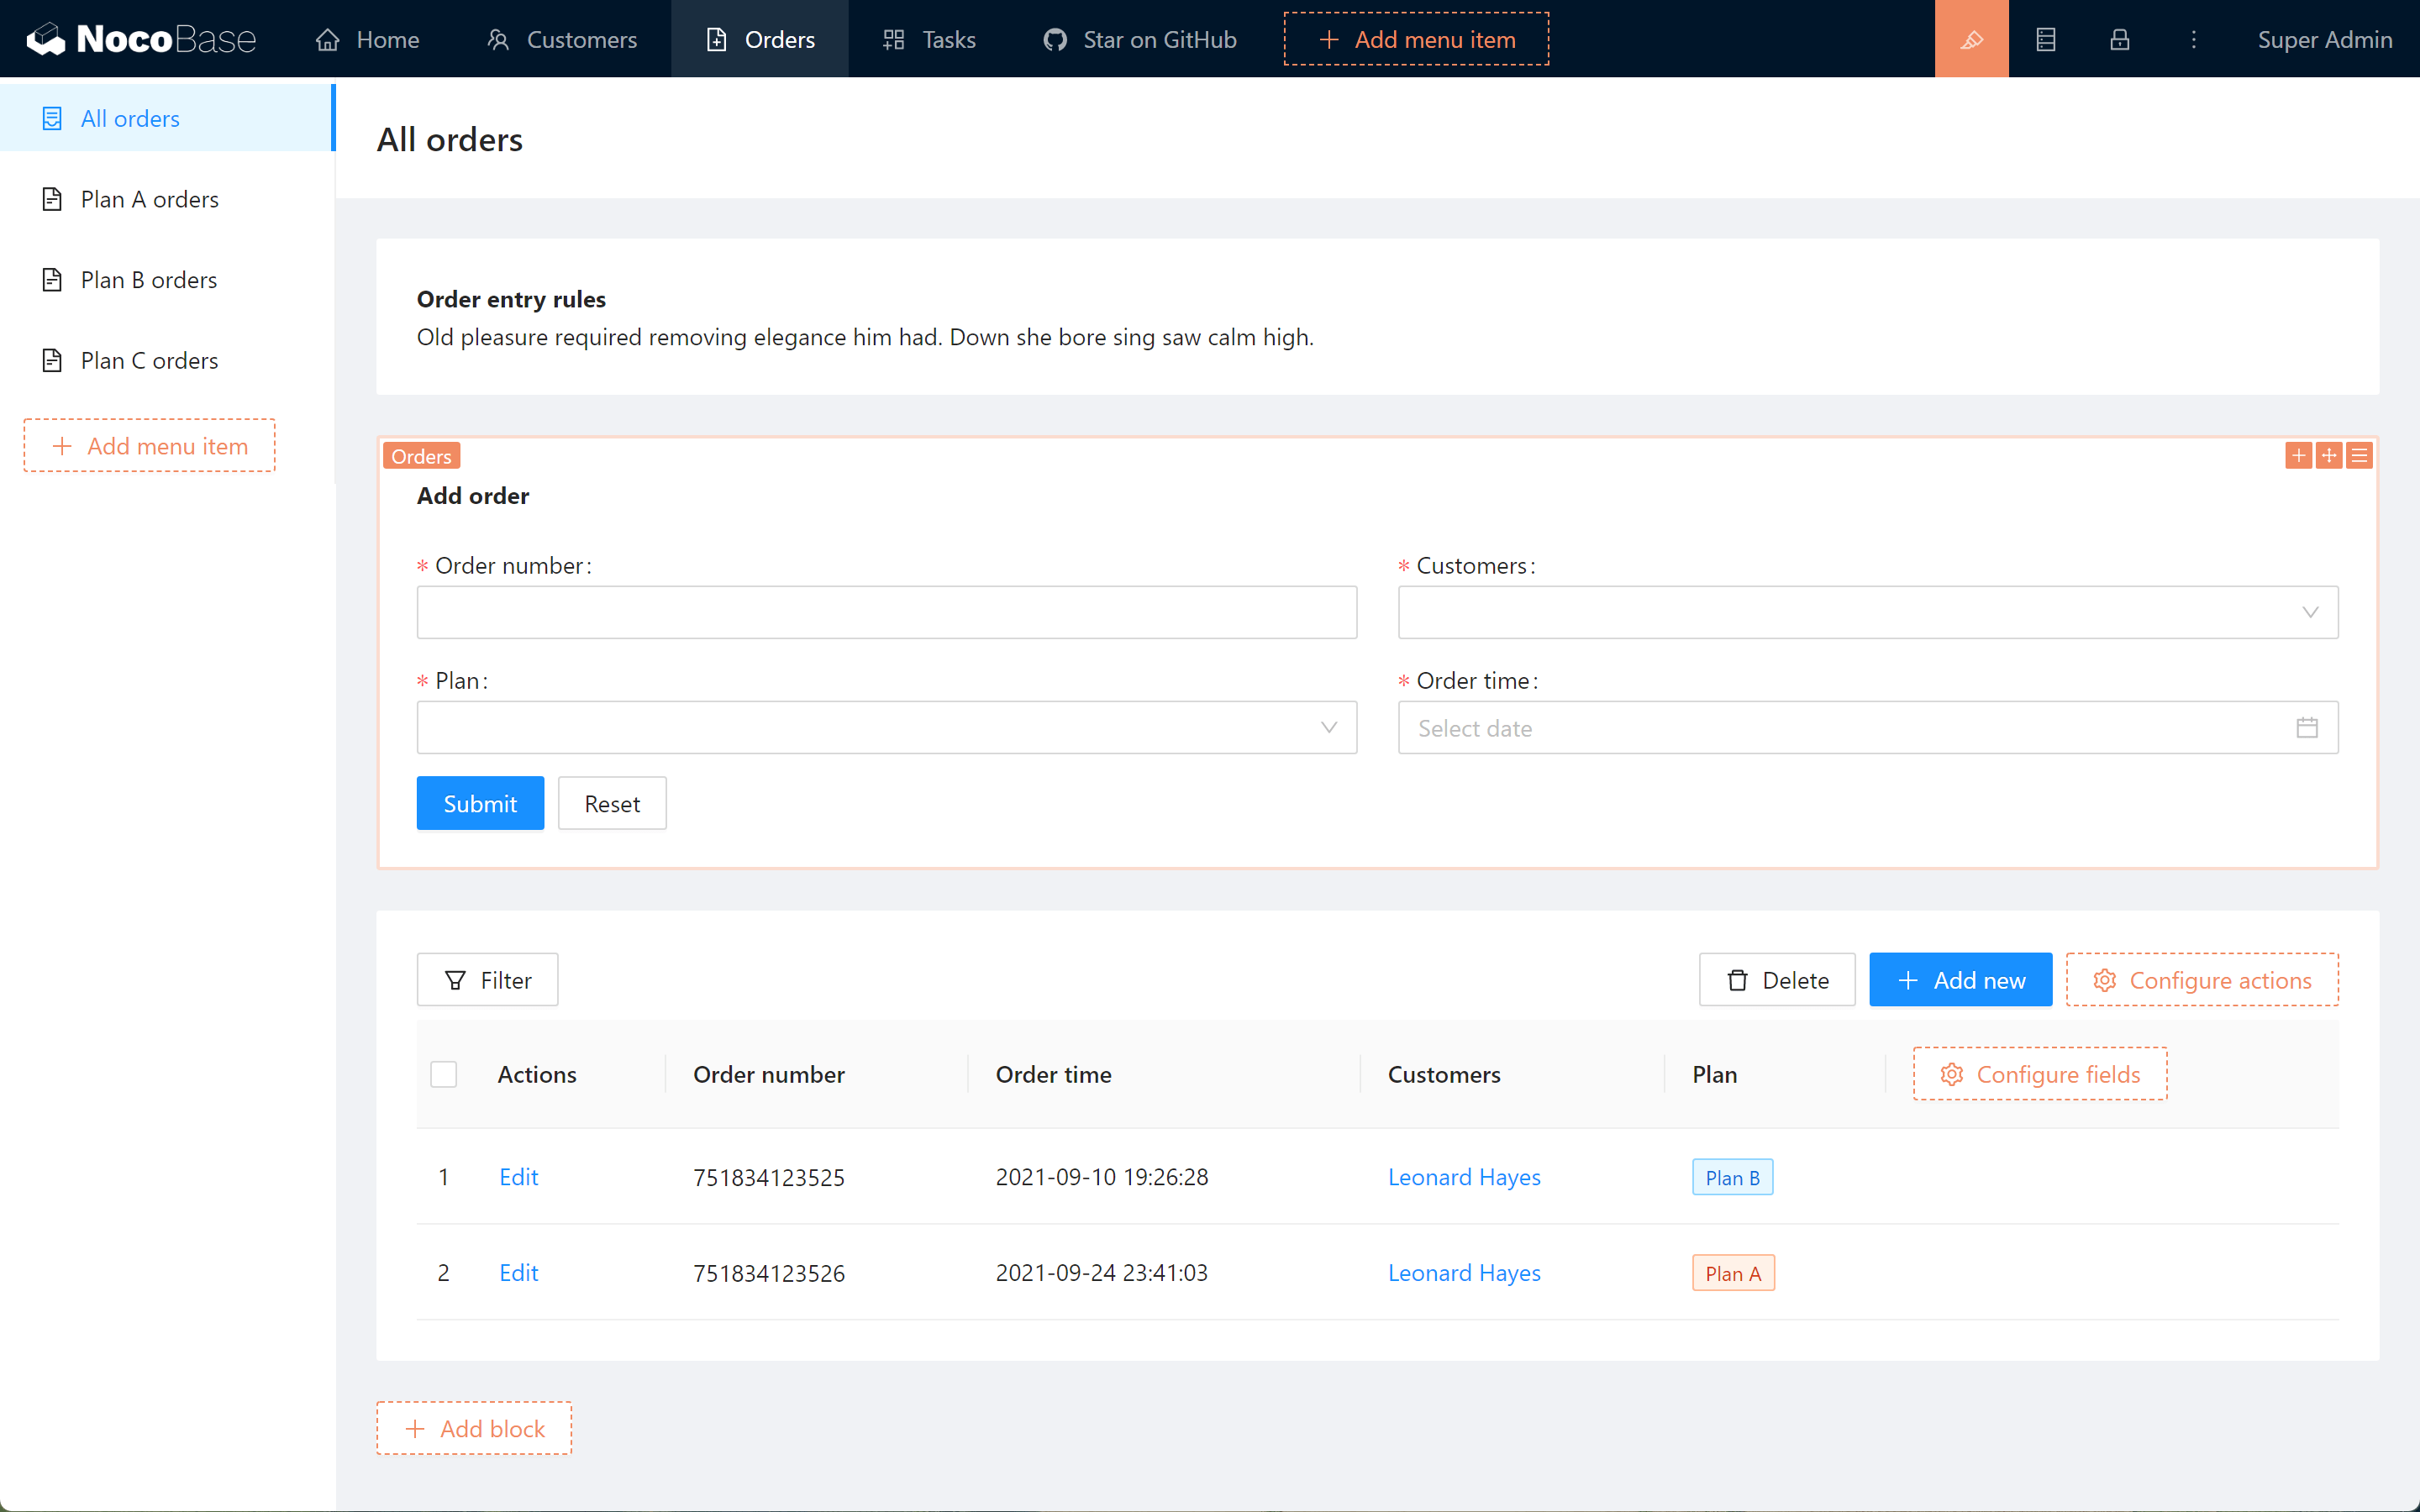 NocoBase Home Customers Orders Tasks Star on GitHub Add menu item Super Admin
All orders
Plan A orders
Plan B orders
Plan C orders
Add menu item
All orders
Order entry rules
Old pleasure required removing elegance him had. Down she bore sing saw calm high.
Orders
Add order
* Order number:
* Customers:
* Plan:
* Order time:
Select date
Submit Reset
Filter Delete Add new Configure actions
Actions Order number Order time Customers Plan Configure fields
1 Edit 751834123525 2021-09-10 19:26:28 Leonard Hayes Plan B
2 Edit 751834123526 2021-09-24 23:41:03 Leonard Hayes Plan A
Add block